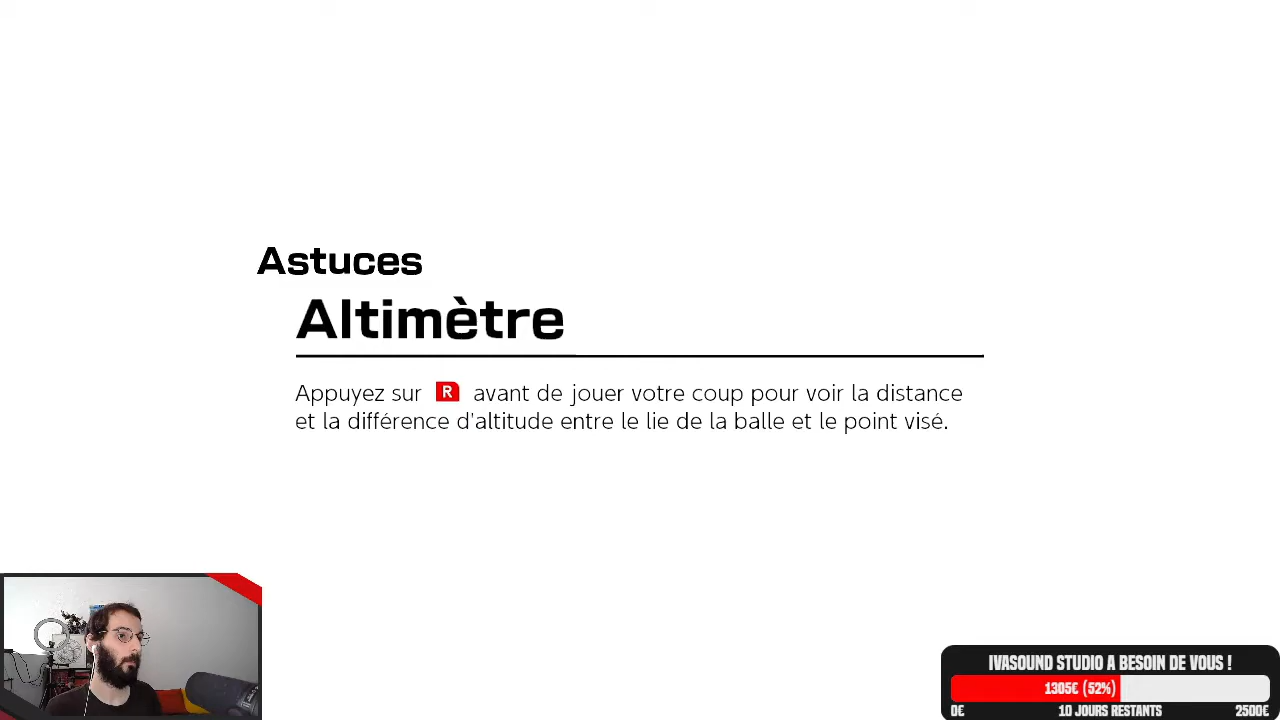 Astuces
Altimètre
Appuyez sur R avant de jouer votre coup pour voir la distance
et la différence d'altitude entre le lie de la balle et le point visé.
IVASOUND STUDIO A BESOIN DE VOUS !
1305€ (52%)
0€ 10 JOURS RESTANTS 2500€